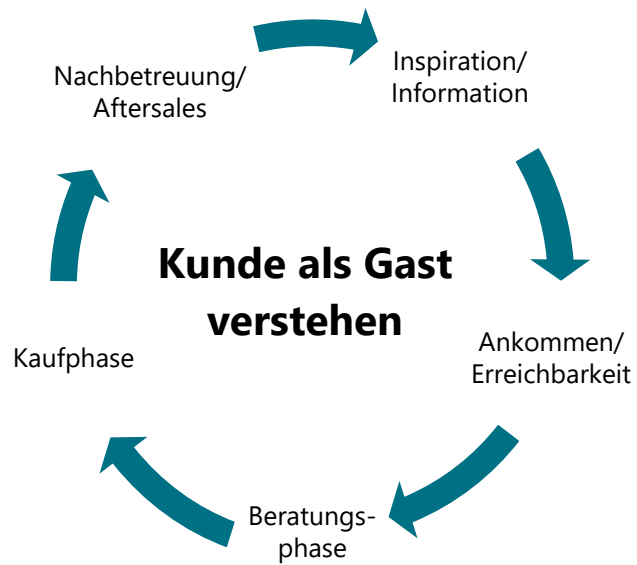 Inspiration/
Information
Ankommen/
Erreichbarkeit
Beratungs-
phase
Kaufphase
Nachbetreuung/
Aftersales
Kunde als Gast
verstehen